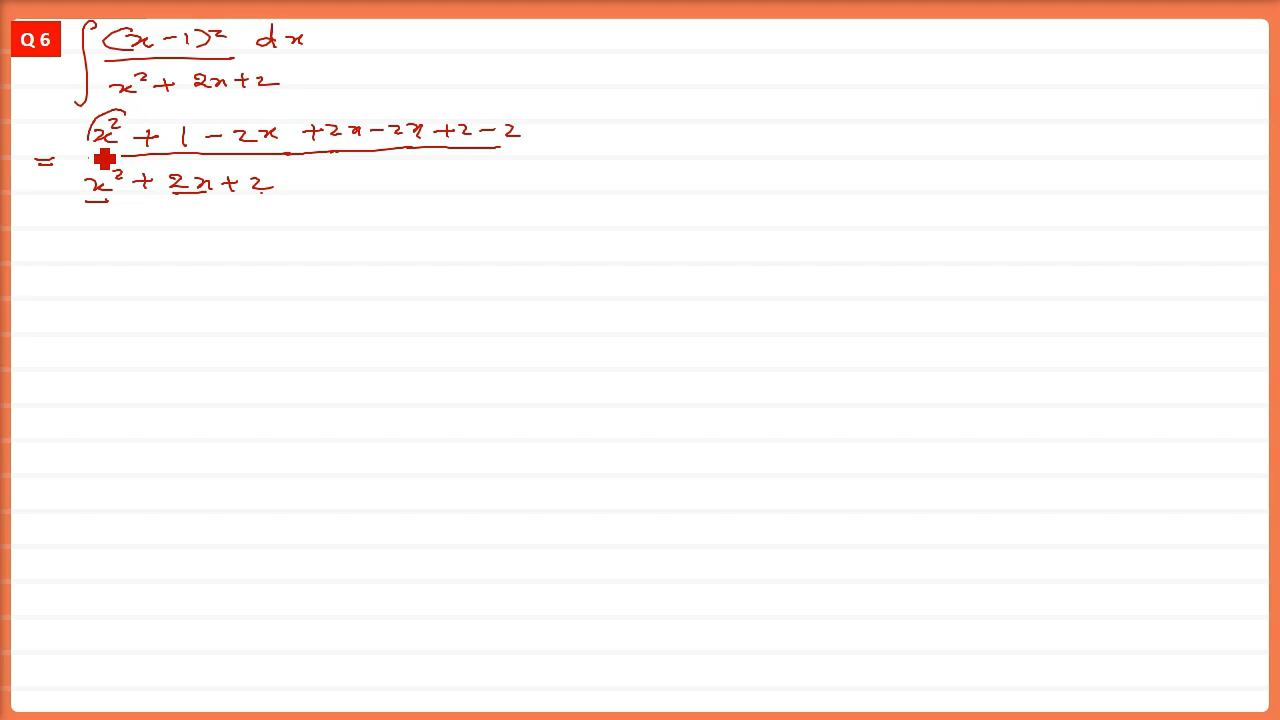 Q 6
∫ (x - 1)² / x² + 2x + 2 dx
= x² + 1 - 2x + 2x - 2x + 2 - 2 / x² + 2x + 2